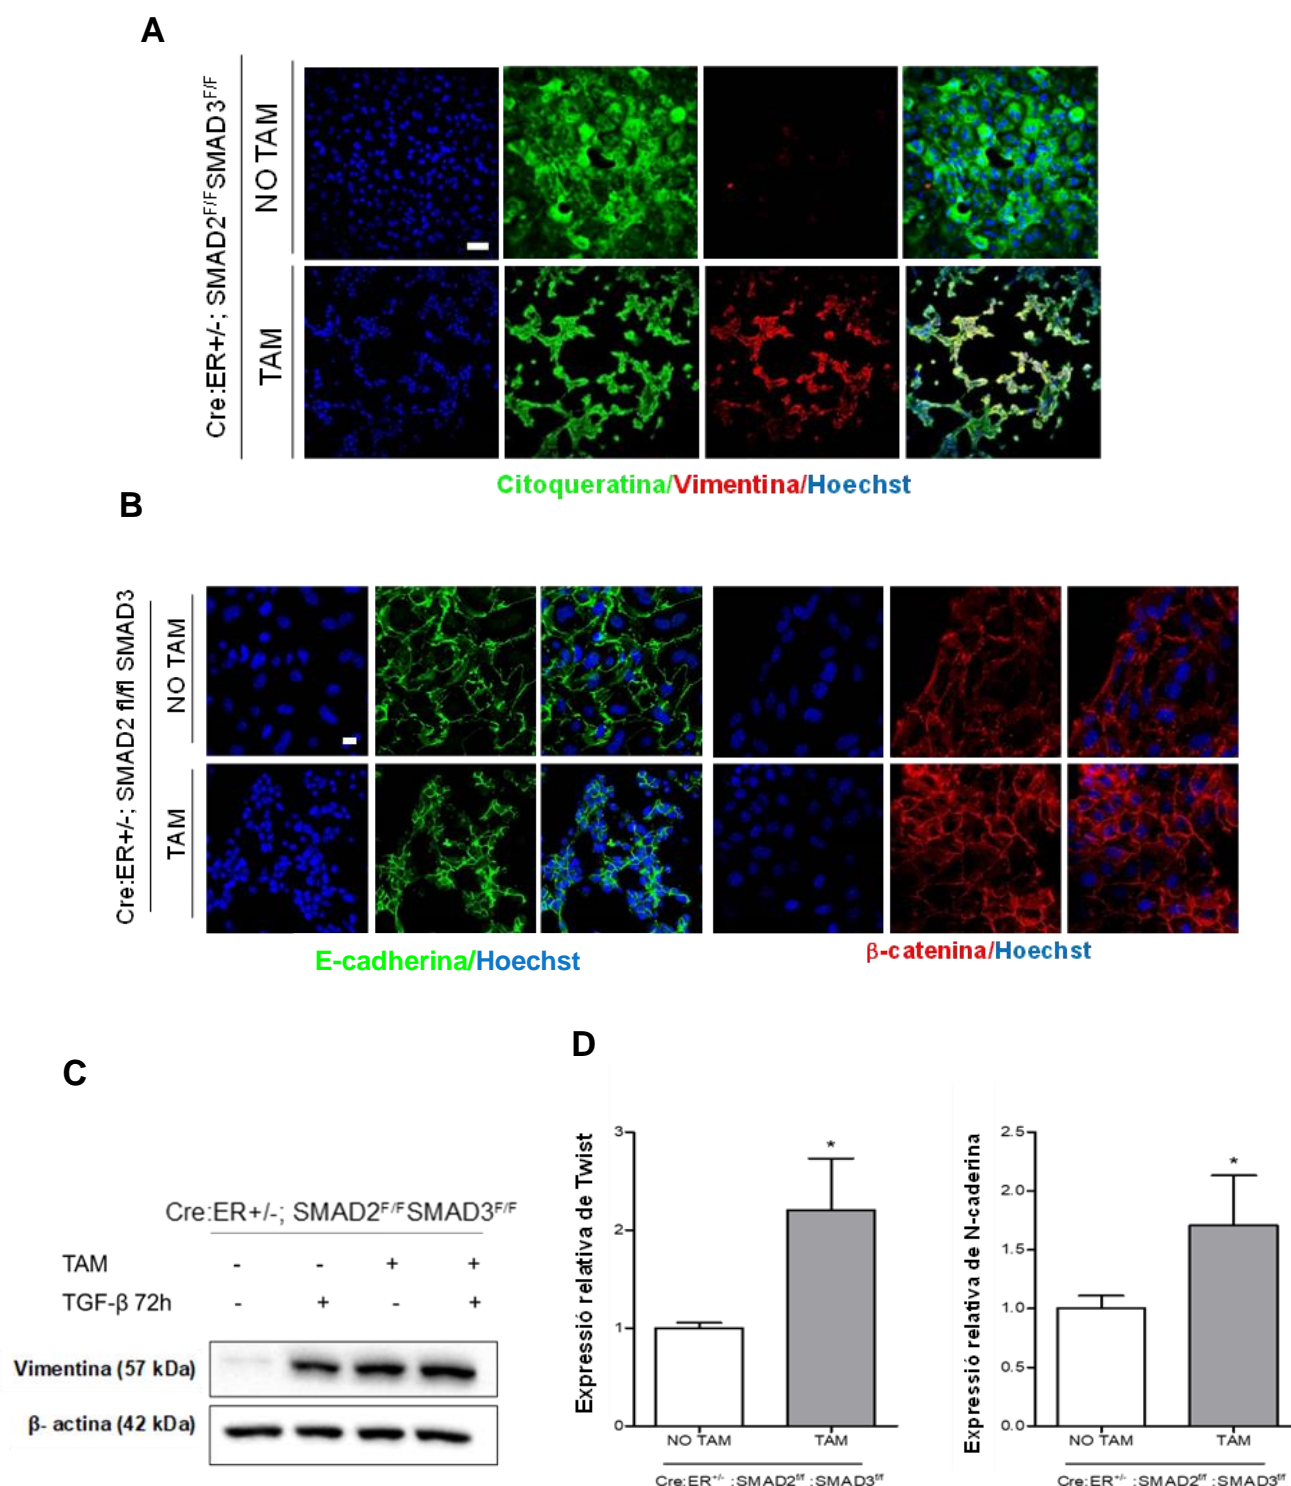 A
Cre:ER+/-; SMAD2F/FSMAD3F/F
NO TAM
TAM
Citoqueratina/Vimentina/Hoechst
B
Cre:ER+/-; SMAD2 fl/fl SMAD3
NO TAM
TAM
E-cadherina/Hoechst
β-catenina/Hoechst
C
Cre:ER+/-; SMAD2F/FSMAD3F/F
TAM - - + +
TGF-β 72h - + - +
Vimentina (57 kDa)
β- actina (42 kDa)
D
Expressió relativa de Twist
3
2
1
0
*
NO TAM TAM
Cre:ER+/- ;SMAD2f/f ;SMAD3f/f
Expressió relativa de N-caderina
2.5
2.0
1.5
1.0
0.5
0.0
*
NO TAM TAM
Cre:ER+/- ;SMAD2f/f ;SMAD3f/f